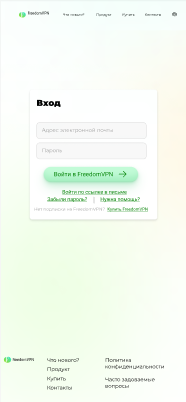 FreedomVPN
Что нового?
Продукт
Купить
Контакты
Вход
Адрес электронной почты
Пароль
Войти в FreedomVPN
Войти по ссылке в письме
Забыли пароль? | Нужна помощь?
Нет подписки на FreedomVPN? Купить FreedomVPN
FreedomVPN
Что нового?
Продукт
Купить
Контакты
Политика
конфиденциальности
Часто задаваемые
вопросы